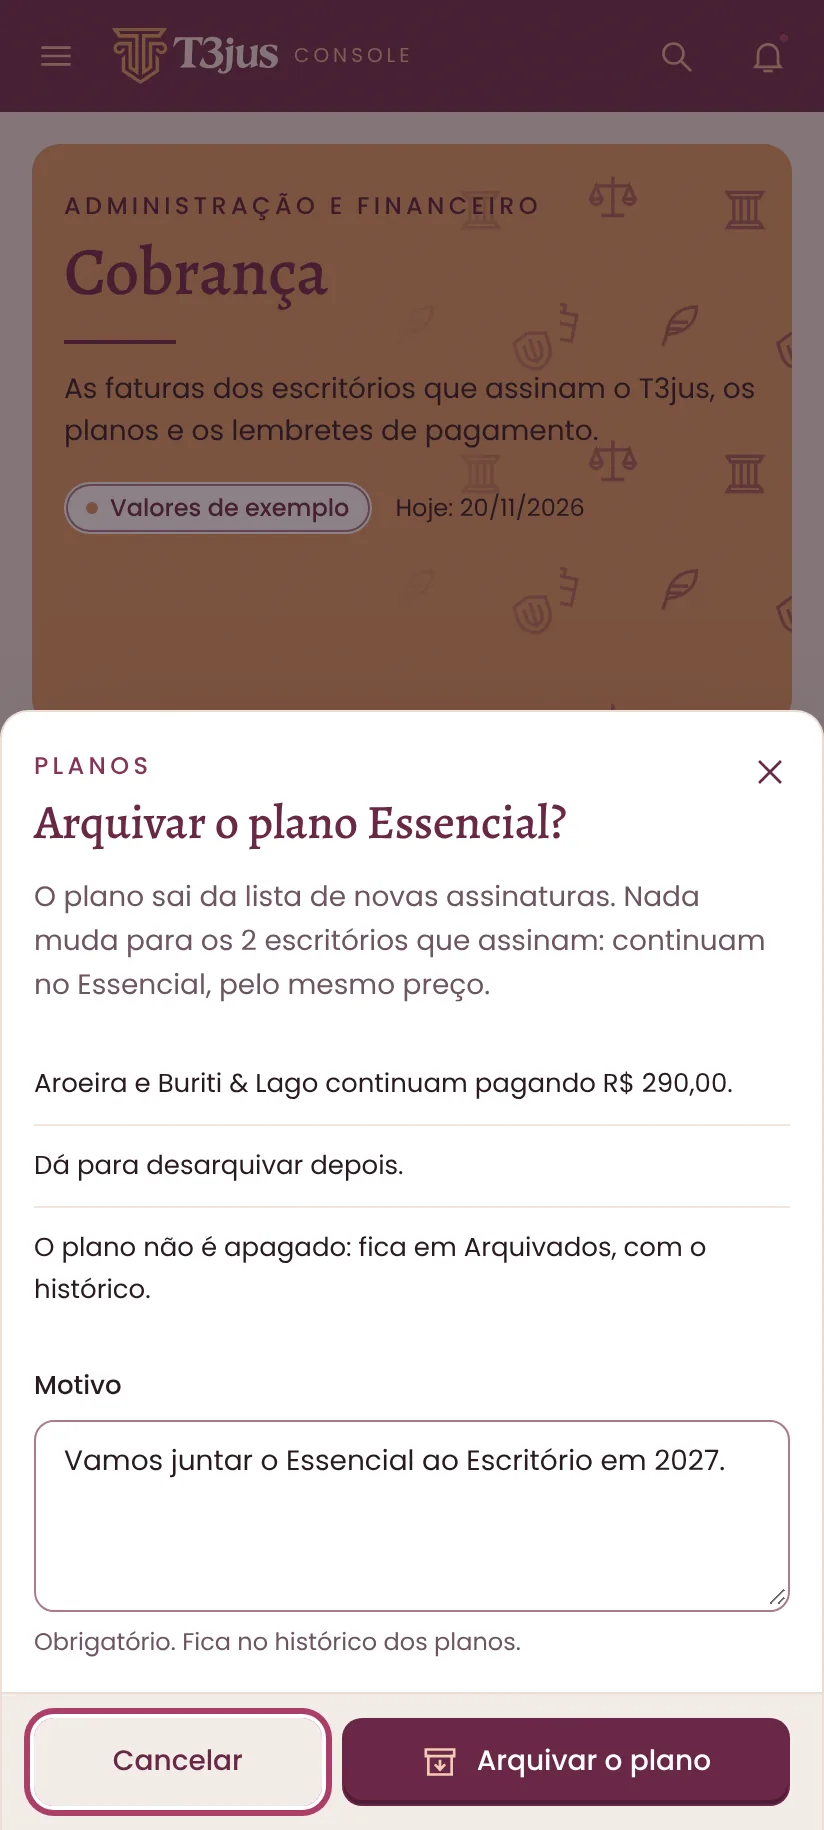 T3jus CONSOLE
ADMINISTRAÇÃO E FINANCEIRO
Cobrança
As faturas dos escritórios que assinam o T3jus, os
planos e os lembretes de pagamento.
Valores de exemplo Hoje: 20/11/2026
PLANOS
Arquivar o plano Essencial?
O plano sai da lista de novas assinaturas. Nada
muda para os 2 escritórios que assinam: continuam
no Essencial, pelo mesmo preço.
Aroeira e Buriti & Lago continuam pagando R$ 290,00.
Dá para desarquivar depois.
O plano não é apagado: fica em Arquivados, com o
histórico.
Motivo
Vamos juntar o Essencial ao Escritório em 2027.
Obrigatório. Fica no histórico dos planos.
Cancelar Arquivar o plano